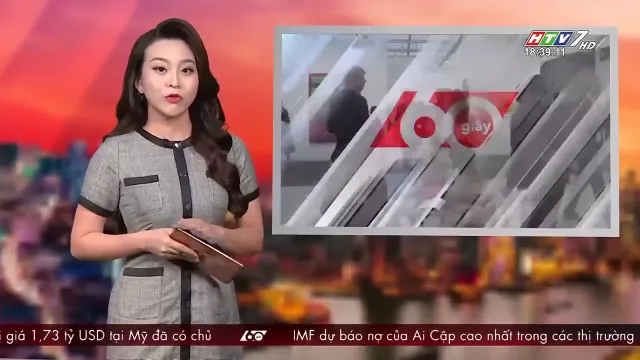 HTV7 HD
18:39:11
60 giây
ị giá 1,73 tỷ USD tại Mỹ đã có chủ 60 IMF dự báo nợ của Ai Cập cao nhất trong các thị trường